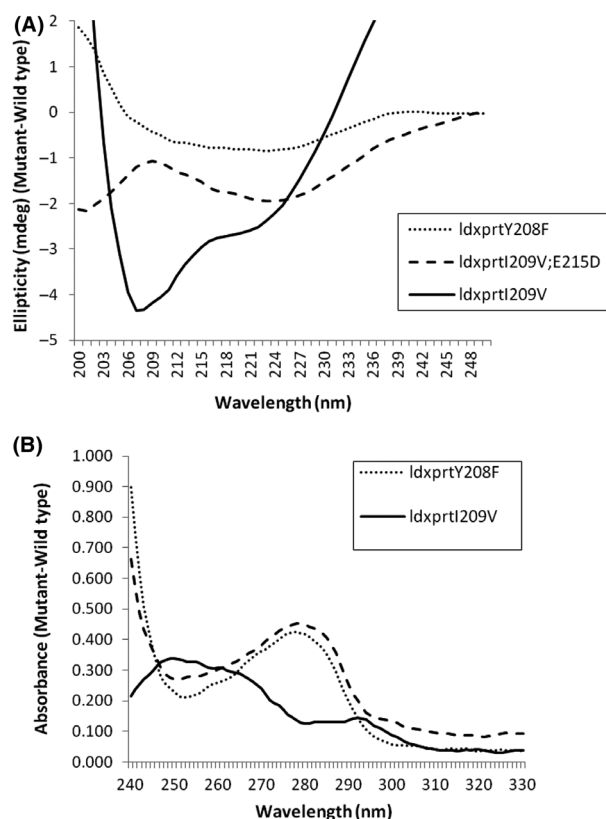 (A)
2
1
0
−1
−2
−3
−4
−5
Ellipticity (mdeg) (Mutant-Wild type)
200 203 206 209 212 215 218 221 224 227 230 233 236 239 242 245 248
Wavelength (nm)
ldxprtY208F
ldxprtI209V;E215D
ldxprtI209V
(B)
1.000
0.900
0.800
0.700
0.600
0.500
0.400
0.300
0.200
0.100
0.000
Absorbance (Mutant-Wild type)
240 250 260 270 280 290 300 310 320 330
Wavelength (nm)
ldxprtY208F
ldxprtI209V